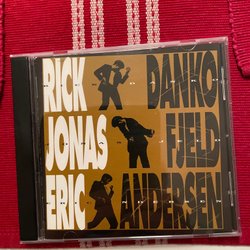 RICK DANKO
JONAS FJELD
ERIC ANDERSEN